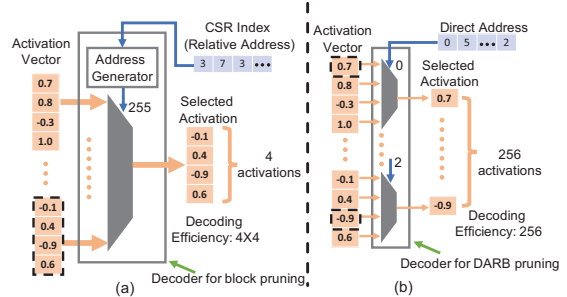 CSR Index
(Relative Address)
3 7 3 •••
Activation
Vector
Address
Generator
0.7
0.8
-0.3
1.0
255
Selected
Activation
-0.1
0.4
-0.9
0.6
4
activations
-0.1
0.4
-0.9
0.6
Decoding
Efficiency: 4X4
Decoder for block pruning
(a)
Direct Address
0 5 ••• 2
Activation
Vector
0
Selected
Activation
0.7
0.8
-0.3
1.0
0.7
256
activations
2
-0.1
0.4
-0.9
0.6
-0.9
Decoding
Efficiency: 256
Decoder for DARB pruning
(b)